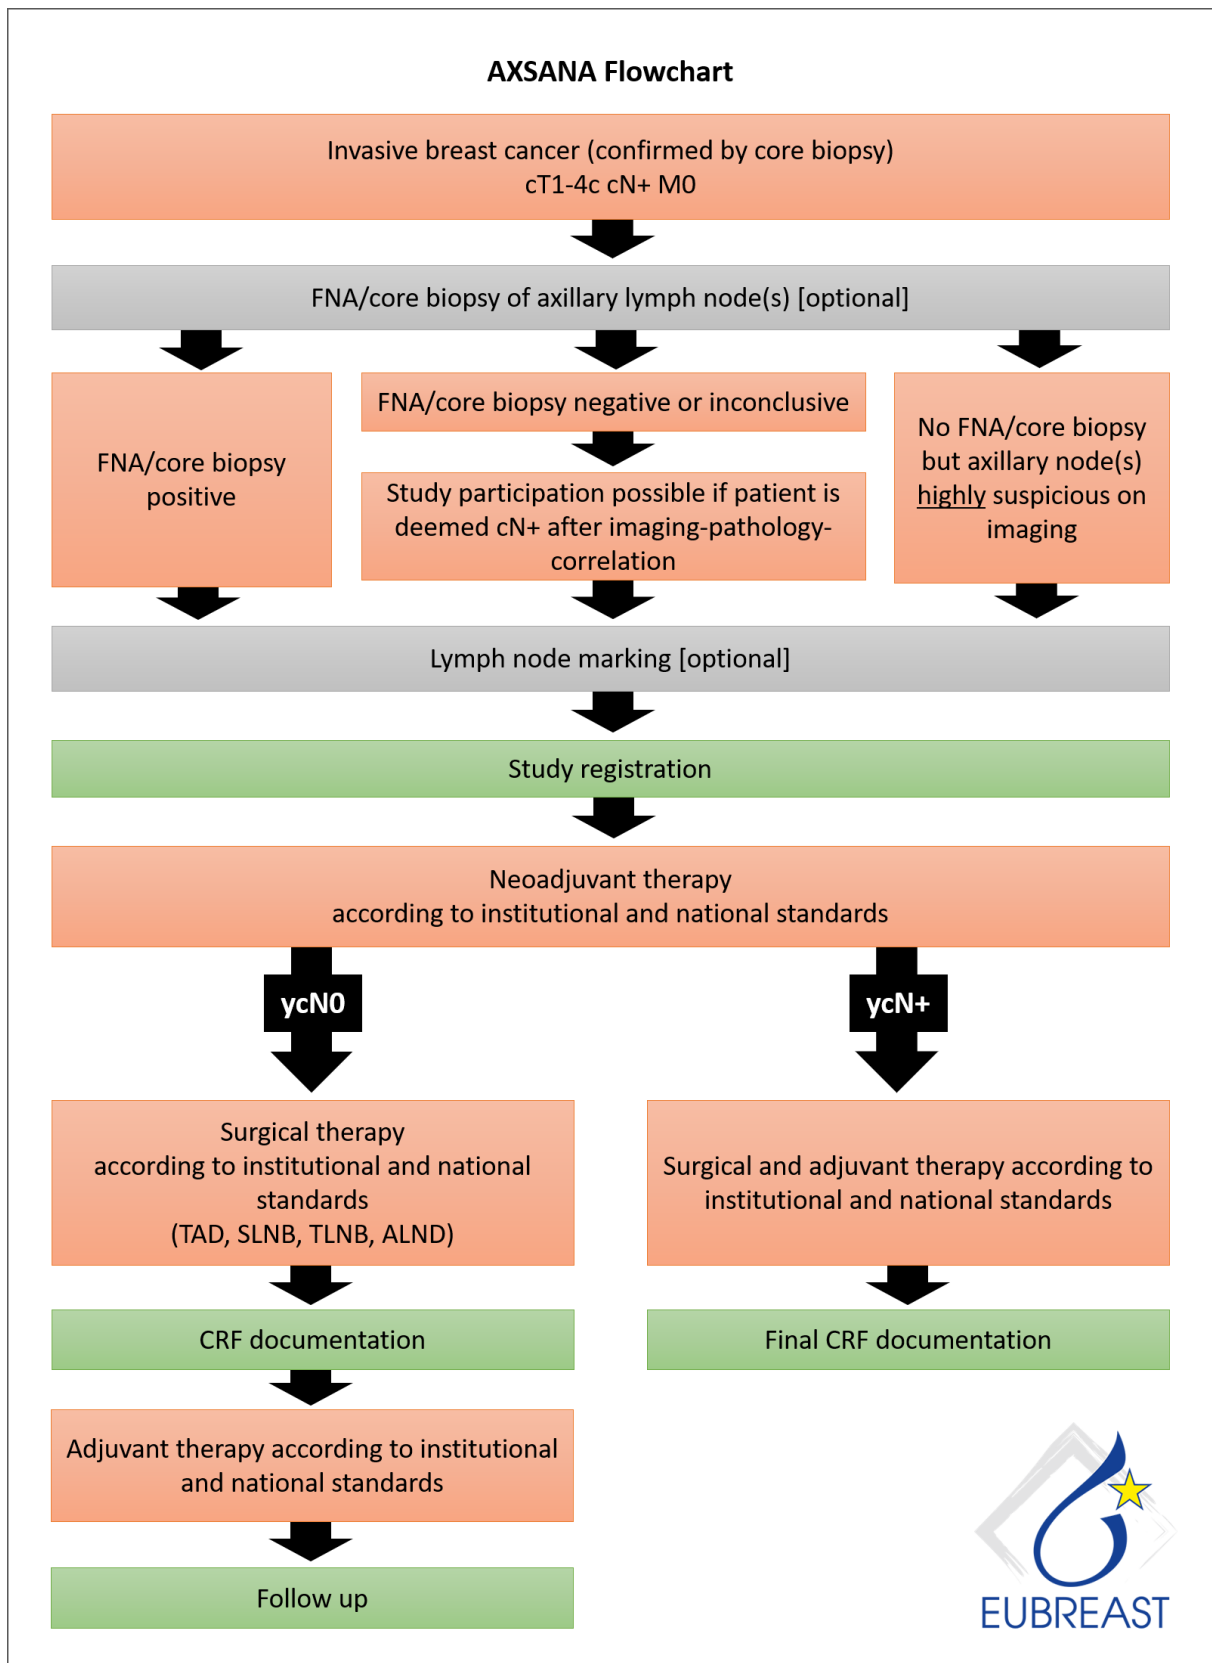 AXSANA Flowchart
Invasive breast cancer (confirmed by core biopsy)
cT1-4c cN+ M0
FNA/core biopsy of axillary lymph node(s) [optional]
FNA/core biopsy
positive
FNA/core biopsy negative or inconclusive
Study participation possible if patient is
deemed cN+ after imaging-pathology-
correlation
No FNA/core biopsy
but axillary node(s)
highly suspicious on
imaging
Lymph node marking [optional]
Study registration
Neoadjuvant therapy
according to institutional and national standards
ycN0
ycN+
Surgical therapy
according to institutional and national
standards
(TAD, SLNB, TLNB, ALND)
Surgical and adjuvant therapy according to
institutional and national standards
CRF documentation
Final CRF documentation
Adjuvant therapy according to institutional
and national standards
Follow up
EUBREAST